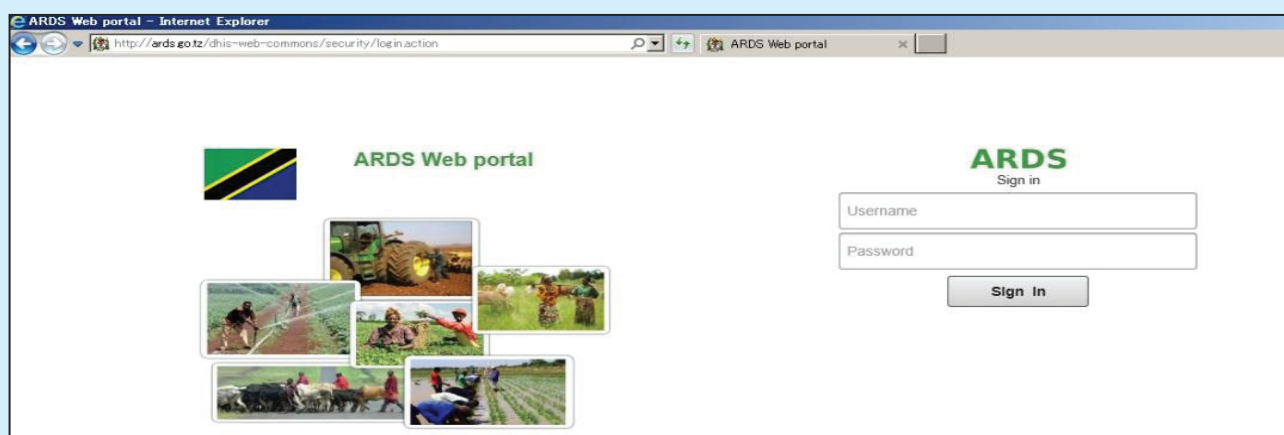 ARDS Web portal - Internet Explorer
http://ards.go.tz/dhis-web-commons/security/login.action
ARDS Web portal
ARDS Web portal
ARDS
Sign in
Username
Password
Sign In